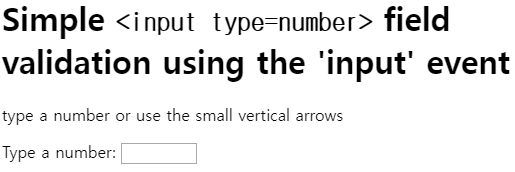 Simple <input type=number> field
validation using the 'input' event
type a number or use the small vertical arrows
Type a number: